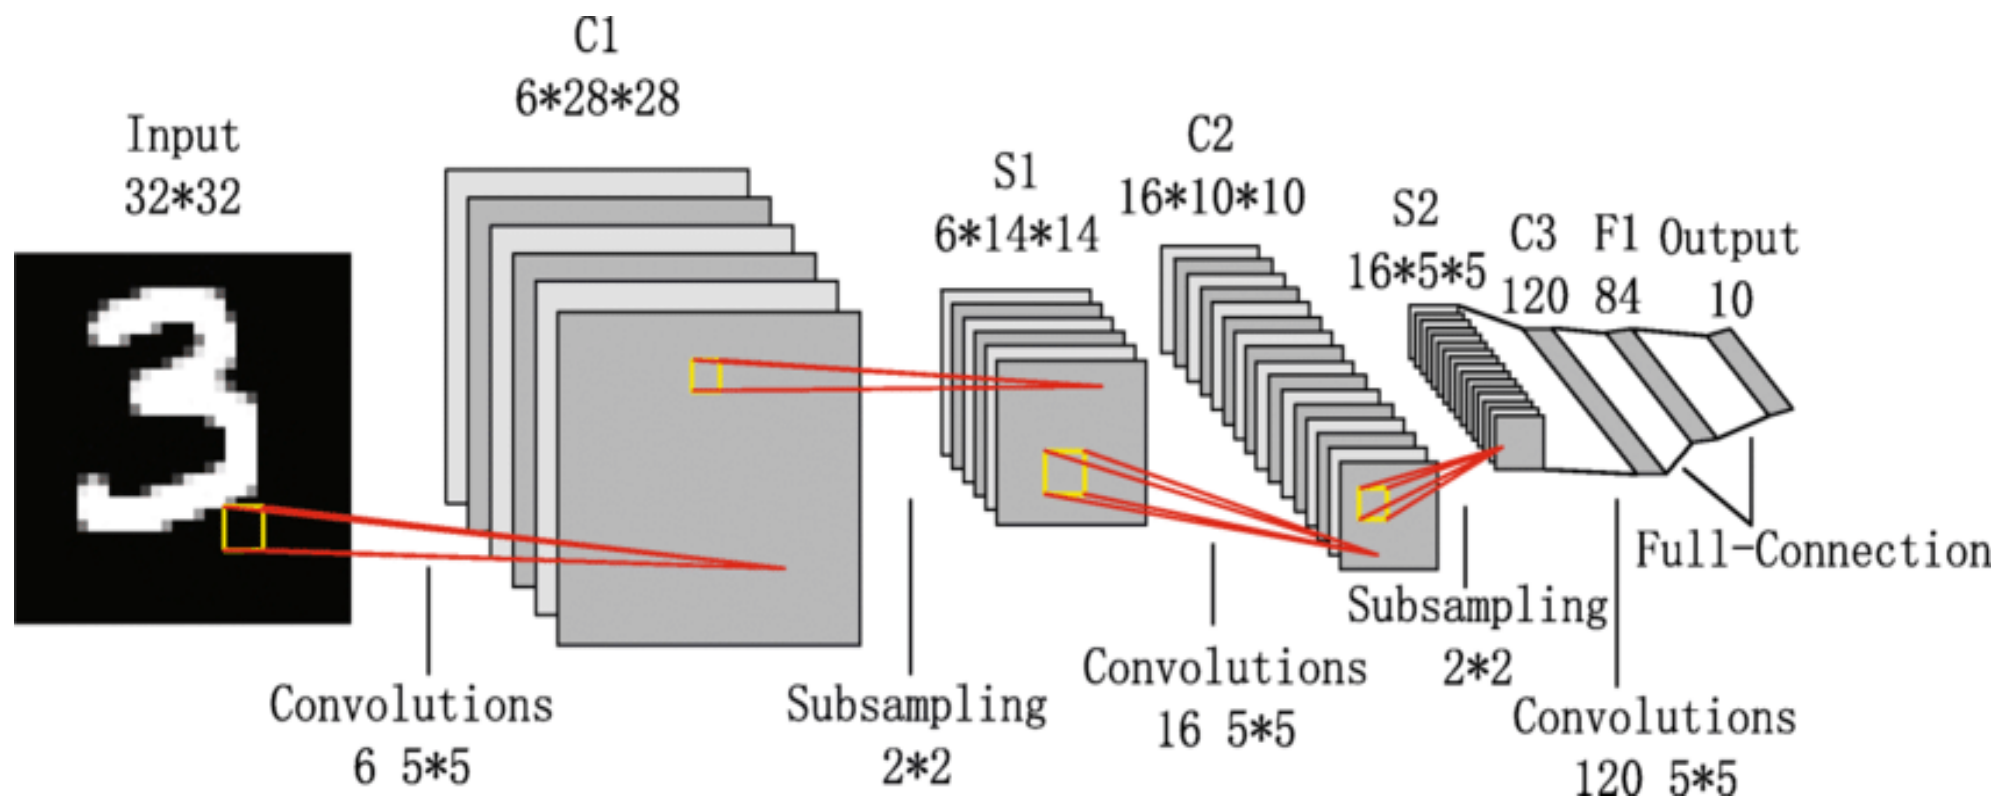 Input
32*32
C1
6*28*28
S1
6*14*14
C2
16*10*10
S2
16*5*5
C3
120
F1
84
Output
10
Convolutions
6 5*5
Subsampling
2*2
Convolutions
16 5*5
Subsampling
2*2
Convolutions
120 5*5
Full-Connection
3